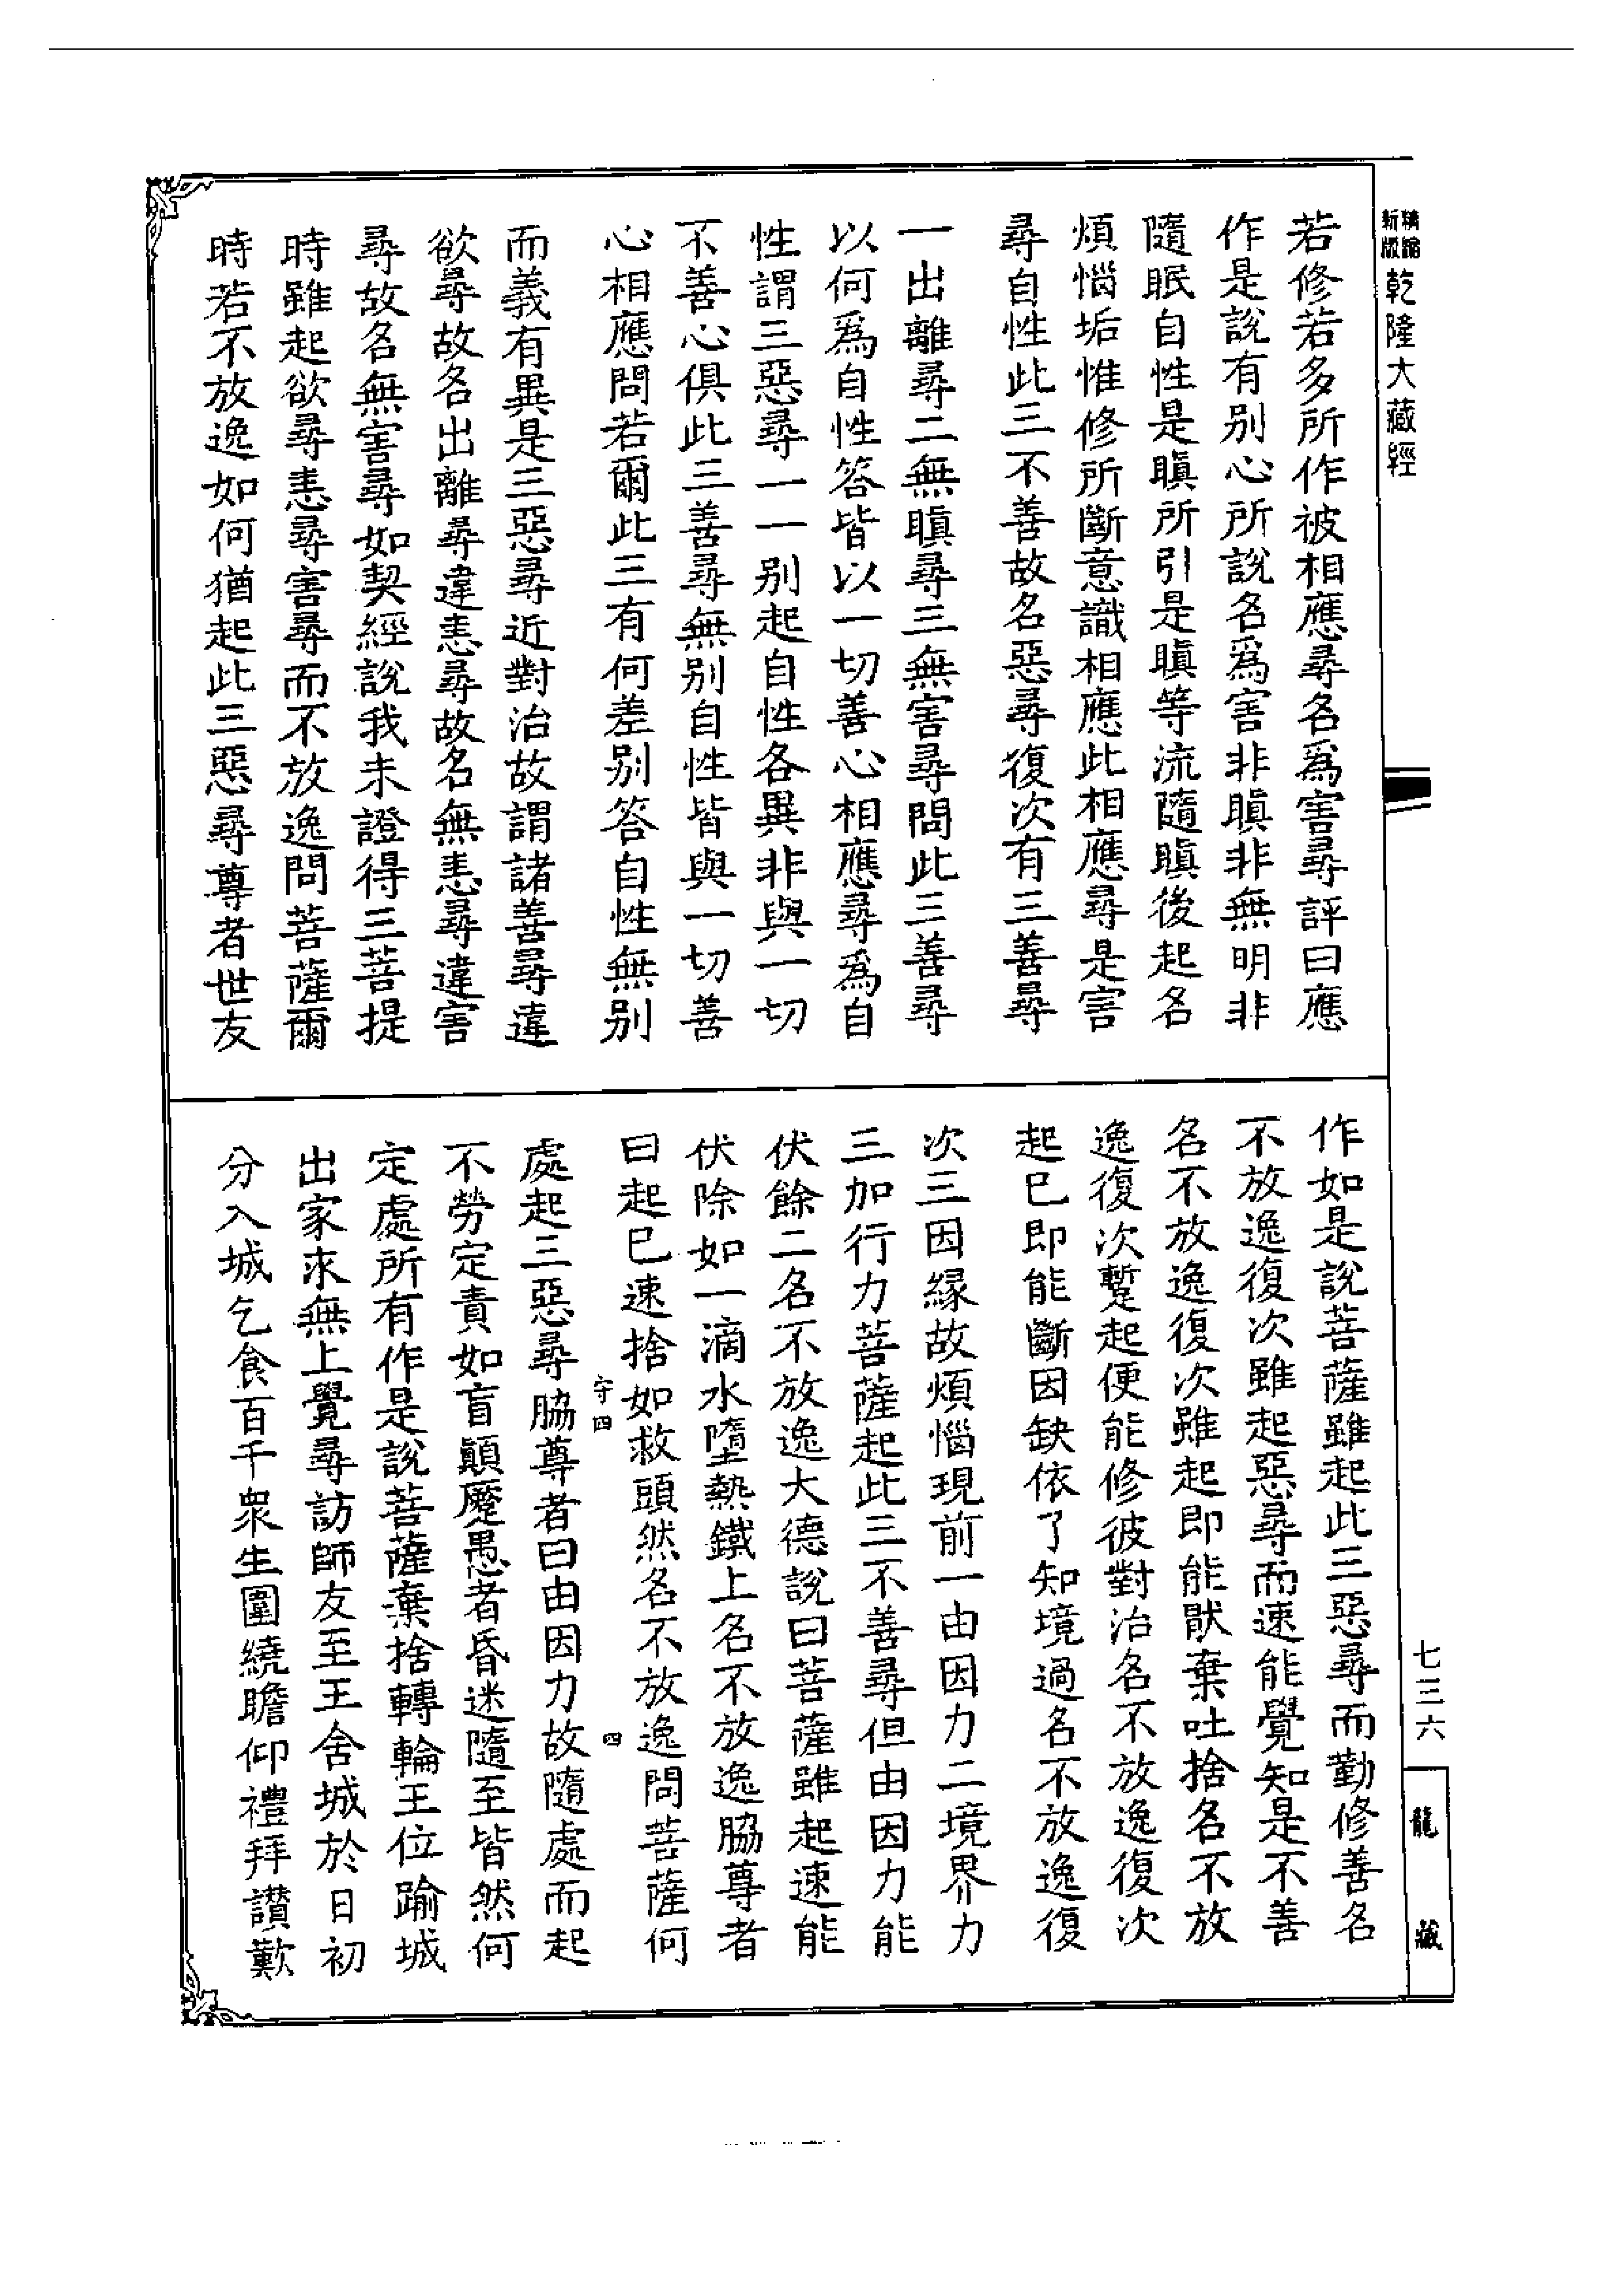 精縮新版乾隆大藏經
若修若多所作被相應尋名爲害尋評曰應
作是說有別心所說名爲害非瞋非無明非
隨眠自性是瞋所引是瞋等流隨瞋後起名
煩惱垢惟修所斷意識相應此相應尋是害
尋自性此三不善故名惡尋復次有三善尋
一出離尋二無瞋尋三無害尋問此三善尋
以何爲自性答皆以一切善心相應尋爲自
性謂三惡尋一一別起自性各異非與一切
不善心俱此三善尋無別自性皆與一切善
心相應問若爾此三有何差別答自性無別
而義有異是三惡尋近對治故謂諸善尋違
欲尋故名出離尋違恚尋故名無恚尋違害
尋故名無害尋如契經說我未證得三菩提
時雖起欲尋恚尋害尋而不放逸問菩薩爾
時若不放逸如何猶起此三惡尋尊者世友
作如是說菩薩雖起此三惡尋而勤修善名
不放逸復次雖起惡尋而速能覺知是不善
名不放逸復次雖起即能猒棄吐捨名不放
逸復次蹔起便能修彼對治名不放逸復次
起已即能斷因缺依了知境過名不放逸復
次三因緣故煩惱現前一由因力二境界力
三加行力菩薩起此三不善尋但由因力能
伏餘二名不放逸大德說曰菩薩雖起速能
伏除如一滴水墮熱鐵上名不放逸脇尊者
曰起已速捨如救頭然名不放逸問菩薩何
守四 四
處起三惡尋脇尊者曰由因力故隨處而起
不勞定責如盲顛蹷愚者昏迷隨至皆然何
定處所有作是說菩薩棄捨轉輪王位踰城
出家求無上覺尋訪師友至王舍城於日初
分入城乞食百千衆生圍繞瞻仰禮拜讚歎
七三六
龍藏